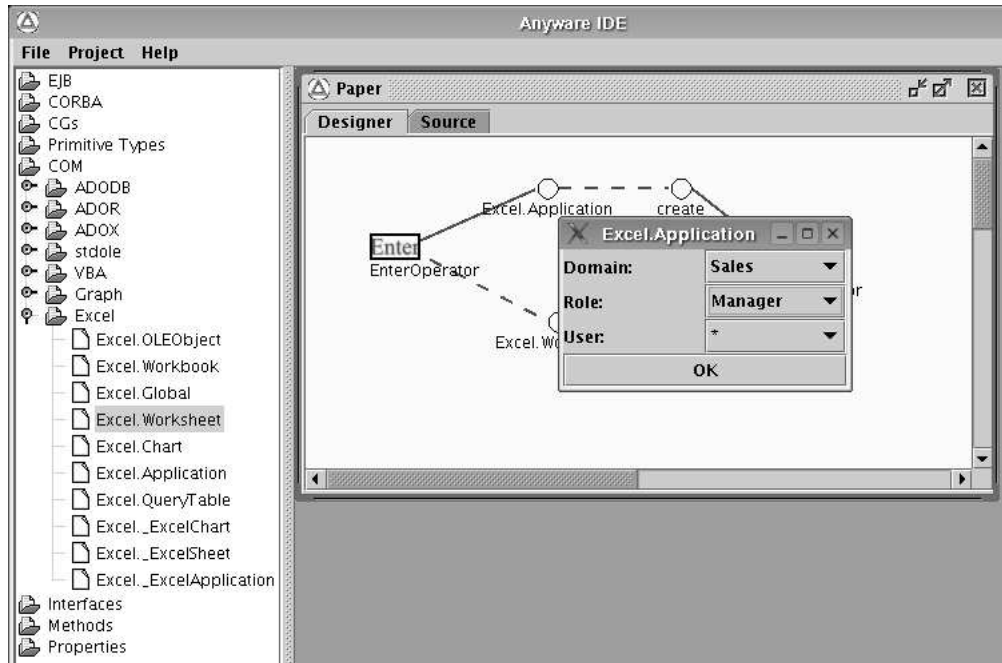 Anyware IDE
File Project Help
EJB
CORBA
CGs
Primitive Types
COM
ADODB
ADOR
ADOX
stdole
VBA
Graph
Excel
Excel.OLEObject
Excel.Workbook
Excel.Global
Excel.Worksheet
Excel.Chart
Excel.Application
Excel.QueryTable
Excel._ExcelChart
Excel._ExcelSheet
Excel._ExcelApplication
Interfaces
Methods
Properties
Paper
Designer Source
Excel.Application create
Enter
EnterOperator
Excel.Application
Domain: Sales
Role: Manager
User: *
OK